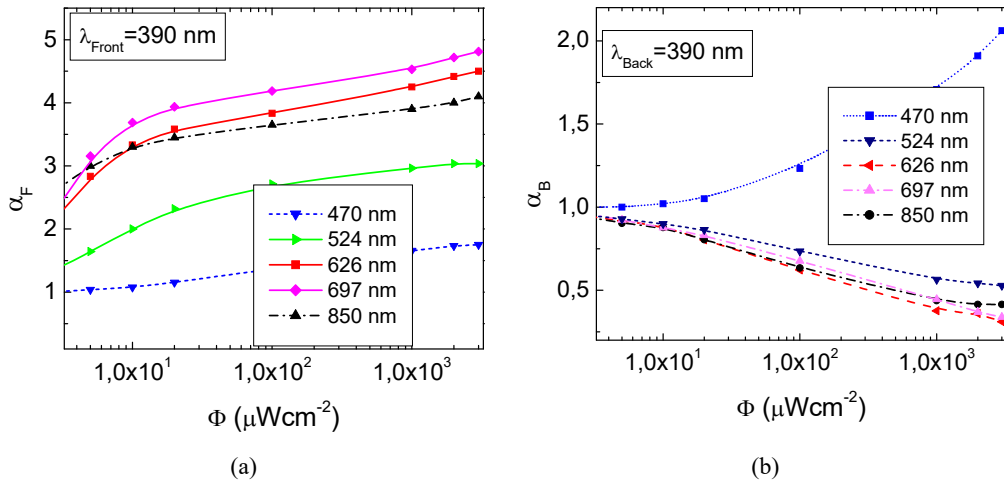 λFront=390 nm
5
4
3
2
1
αF
470 nm
524 nm
626 nm
697 nm
850 nm
1,0x10¹ 1,0x10² 1,0x10³
Φ (μWcm⁻²)
(a)
λBack=390 nm
2,0
1,5
1,0
0,5
αB
470 nm
524 nm
626 nm
697 nm
850 nm
1,0x10¹ 1,0x10² 1,0x10³
Φ (μWcm⁻²)
(b)